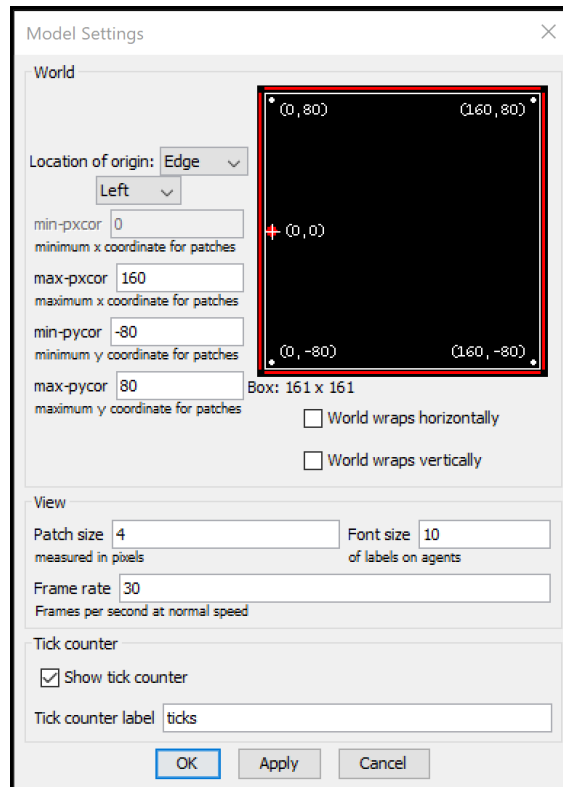 Model Settings
World
(0,80) (160,80)
Location of origin: Edge
Left
(0,0)
min-pxcor 0
minimum x coordinate for patches
max-pxcor 160
maximum x coordinate for patches
min-pycor -80
minimum y coordinate for patches
(0,-80) (160,-80)
max-pycor 80
maximum y coordinate for patches
Box: 161 x 161
World wraps horizontally
World wraps vertically
View
Patch size 4 Font size 10
measured in pixels of labels on agents
Frame rate 30
Frames per second at normal speed
Tick counter
Show tick counter
Tick counter label ticks
OK Apply Cancel